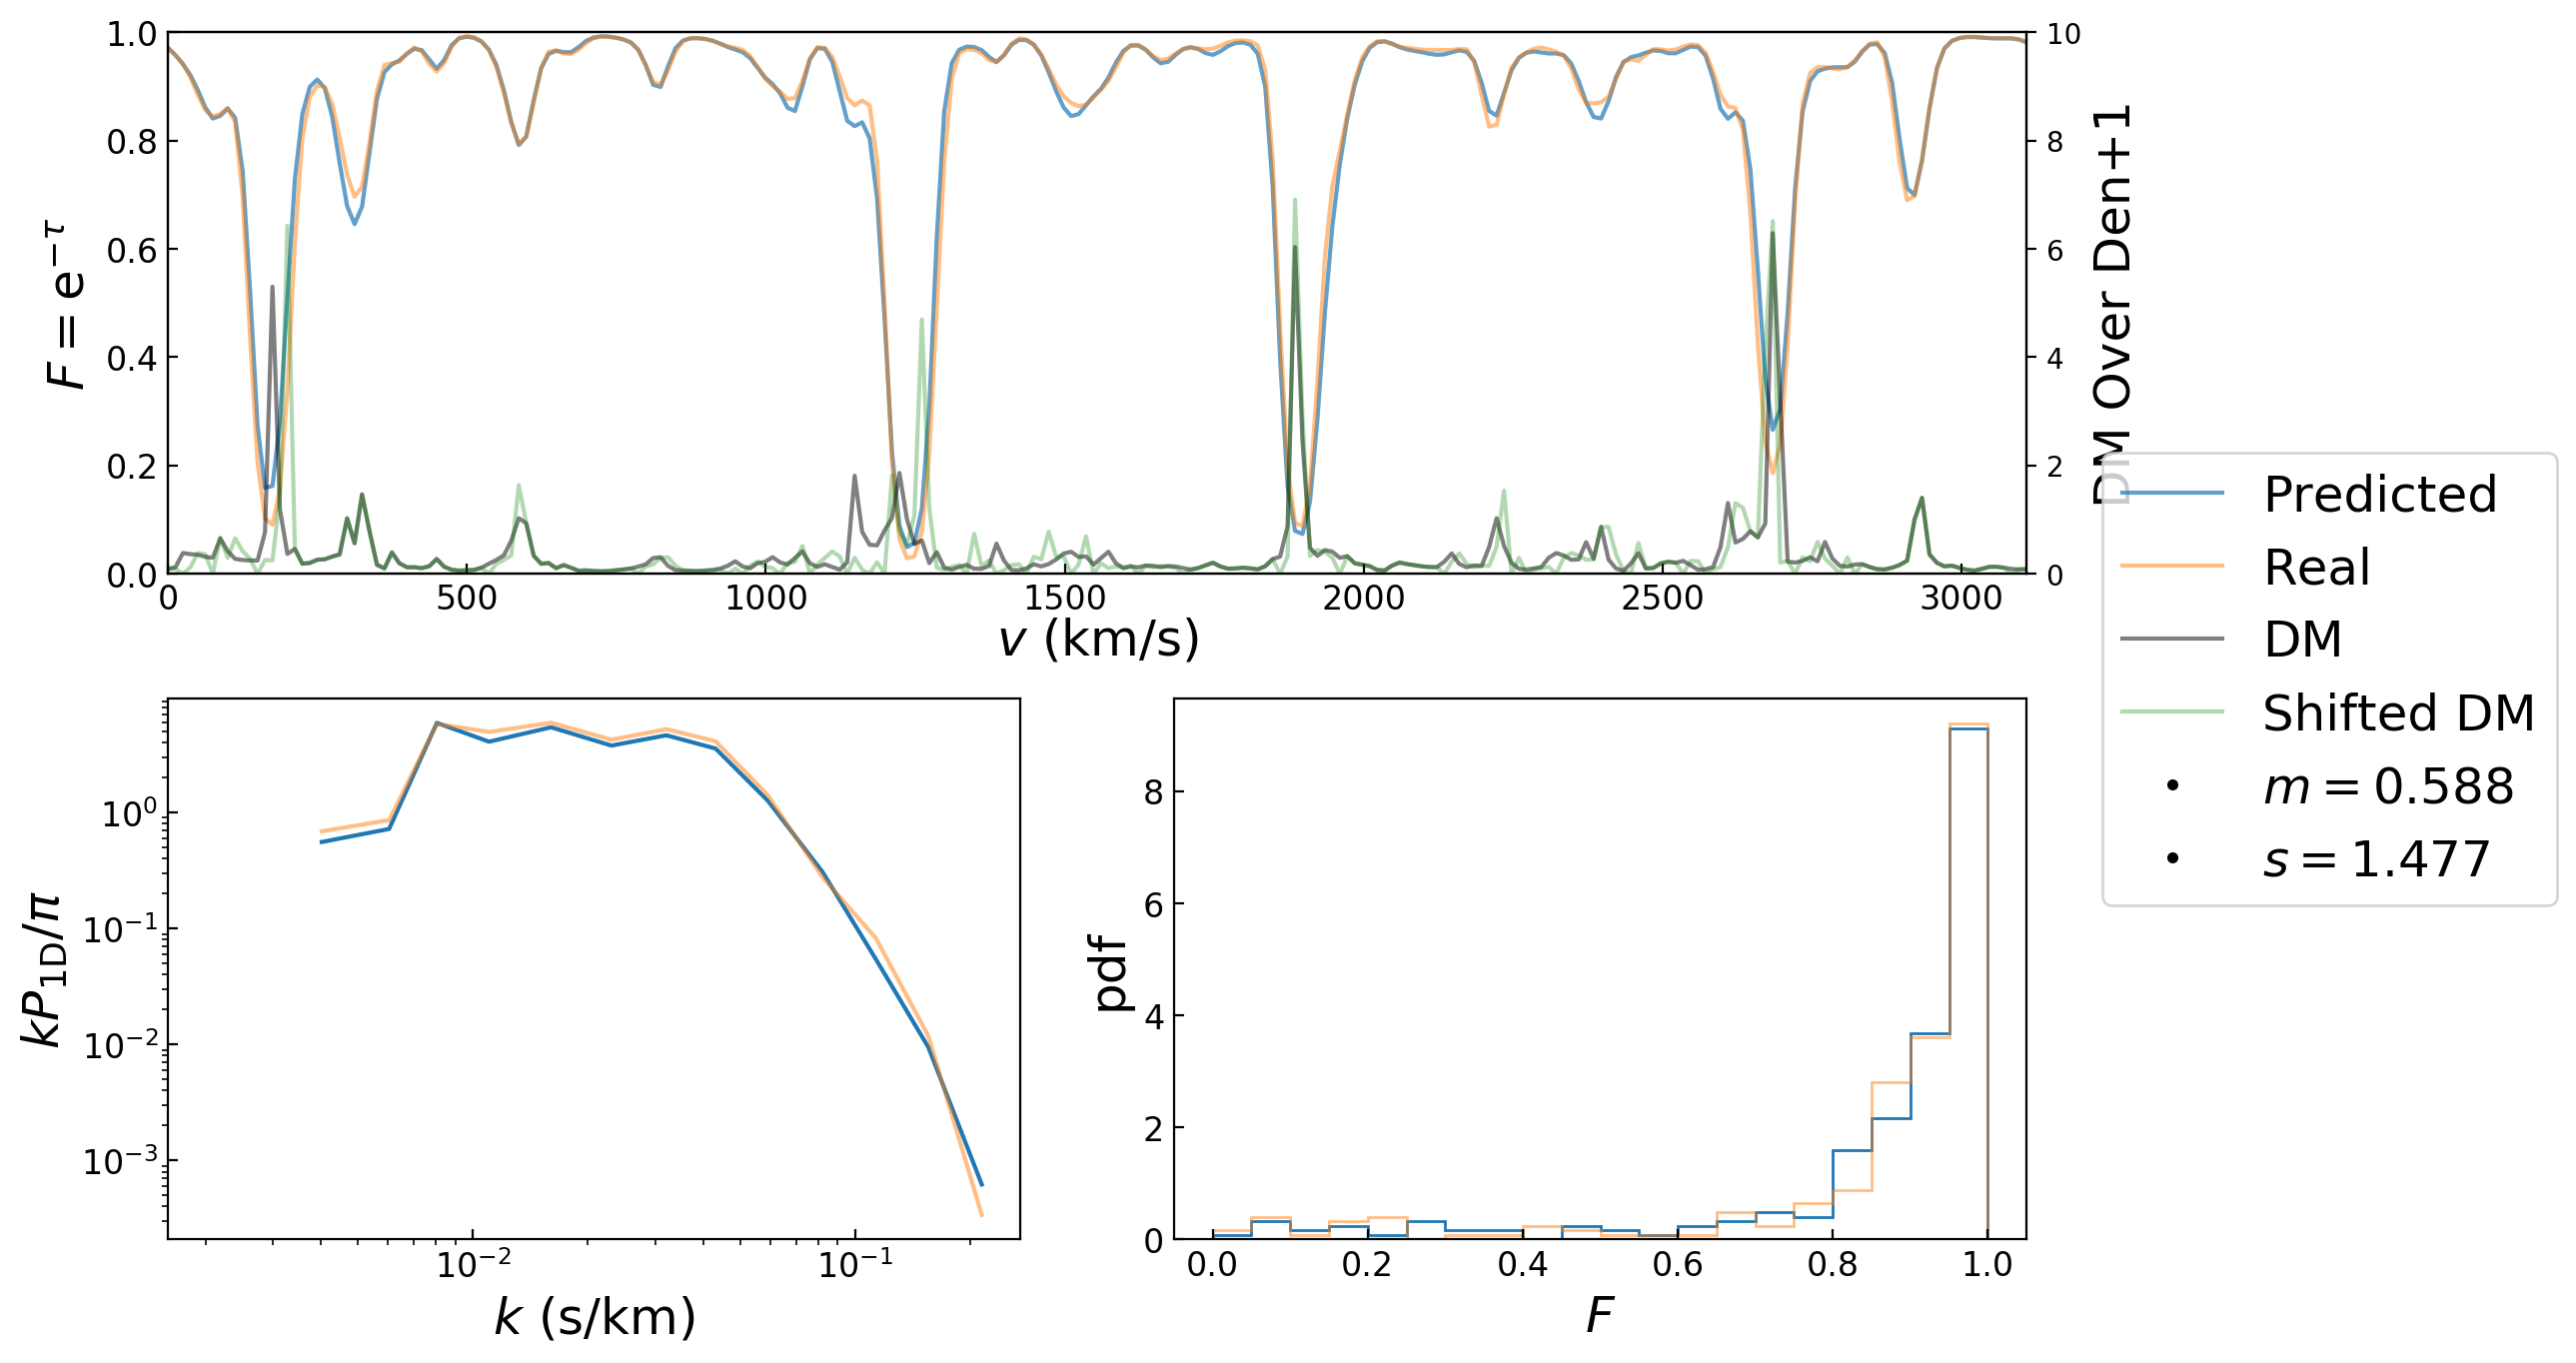 1.0
0.8
0.6
0.4
0.2
0.0
F = e^{−τ}
10
8
6
4
2
0
DM Over Den+1
0 500 1000 1500 2000 2500 3000
v (km/s)
Predicted
Real
DM
Shifted DM
m = 0.588
s = 1.477
10^0
10^{−1}
10^{−2}
10^{−3}
kP_{1D}/π
10^{−2} 10^{−1}
k (s/km)
8
6
4
2
0
pdf
0.0 0.2 0.4 0.6 0.8 1.0
F